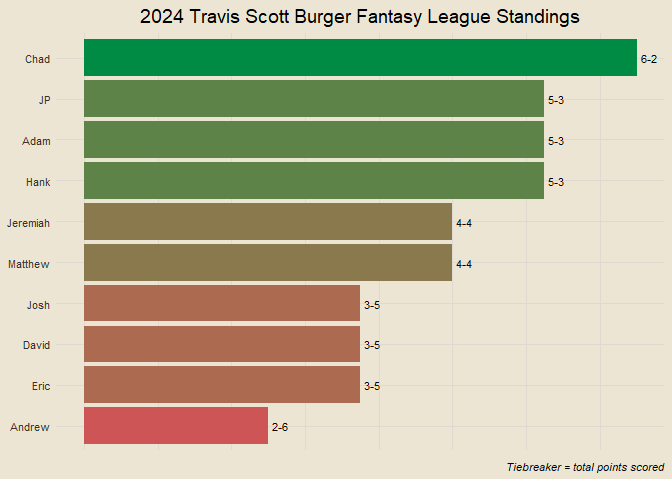 2024 Travis Scott Burger Fantasy League Standings
Chad 6-2
JP 5-3
Adam 5-3
Hank 5-3
Jeremiah 4-4
Matthew 4-4
Josh 3-5
David 3-5
Eric 3-5
Andrew 2-6
Tiebreaker = total points scored